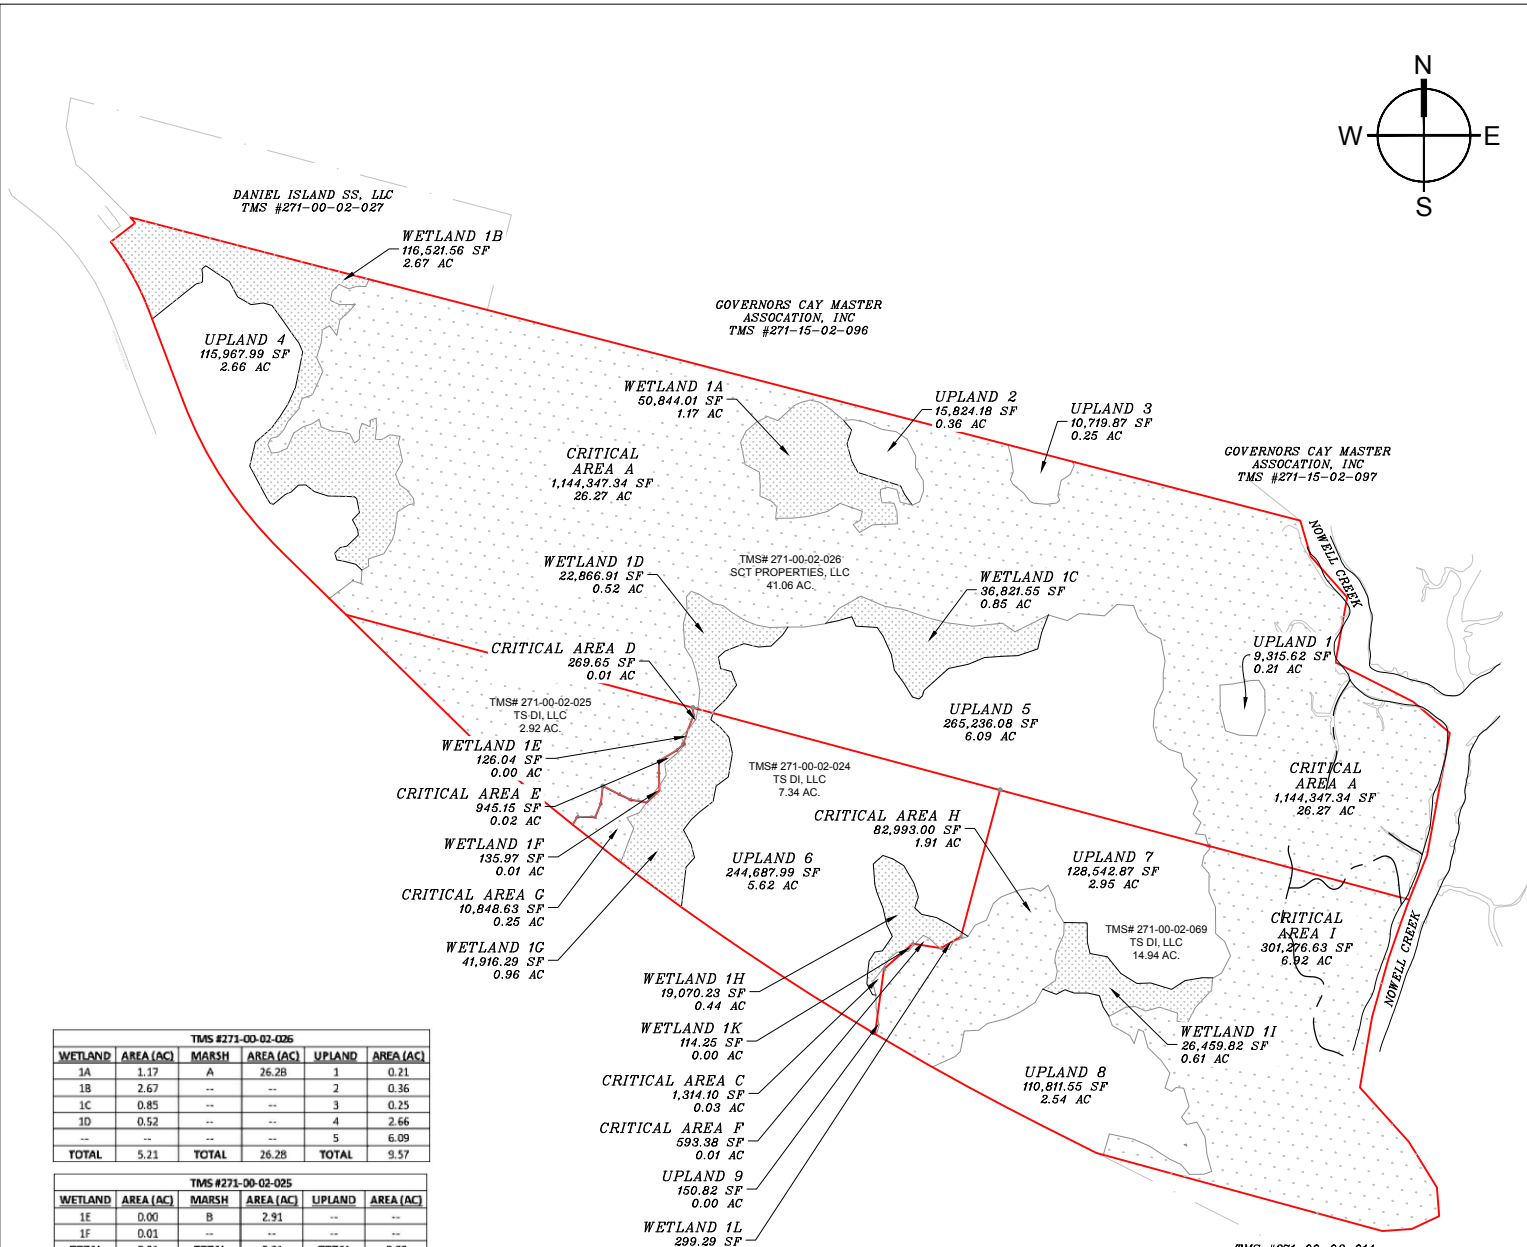 N
W E
S
DANIEL ISLAND SS, LLC
TMS #271-00-02-027
WETLAND 1B
116,521.56 SF
2.67 AC
GOVERNORS CAY MASTER
ASSOCATION, INC
TMS #271-15-02-096
UPLAND 4
115,967.99 SF
2.66 AC
WETLAND 1A
50,844.01 SF
1.17 AC
UPLAND 2
15,824.18 SF
0.36 AC
UPLAND 3
10,719.87 SF
0.25 AC
GOVERNORS CAY MASTER
ASSOCATION, INC
TMS #271-15-02-097
CRITICAL
AREA A
1,144,347.34 SF
26.27 AC
NOWELL CREEK
WETLAND 1D
22,866.91 SF
0.52 AC
TMS# 271-00-02-026
SCT PROPERTIES, LLC
41.06 AC.
WETLAND 1C
36,821.55 SF
0.85 AC
CRITICAL AREA D
269.65 SF
0.01 AC
UPLAND 1
9,315.62 SF
0.21 AC
TMS# 271-00-02-025
TS DI, LLC
2.92 AC.
UPLAND 5
265,236.08 SF
6.09 AC
WETLAND 1E
126.04 SF
0.00 AC
TMS# 271-00-02-024
TS DI, LLC
7.34 AC.
CRITICAL
AREA A
1,144,347.34 SF
26.27 AC
CRITICAL AREA E
945.15 SF
0.02 AC
CRITICAL AREA H
82,993.00 SF
1.91 AC
WETLAND 1F
135.97 SF
0.01 AC
UPLAND 6
244,687.99 SF
5.62 AC
UPLAND 7
128,542.87 SF
2.95 AC
CRITICAL AREA G
10,848.63 SF
0.25 AC
CRITICAL
AREA I
301,276.63 SF
6.92 AC
NOWELL CREEK
WETLAND 1G
41,916.29 SF
0.96 AC
TMS# 271-00-02-069
TS DI, LLC
14.94 AC.
WETLAND 1H
19,070.23 SF
0.44 AC
WETLAND 1K
114.25 SF
0.00 AC
WETLAND 1I
26,459.82 SF
0.61 AC
CRITICAL AREA C
1,314.10 SF
0.03 AC
UPLAND 8
110,811.55 SF
2.54 AC
CRITICAL AREA F
593.38 SF
0.01 AC
UPLAND 9
150.82 SF
0.00 AC
WETLAND 1L
299.29 SF
TMS #271-00-02-026
WETLAND AREA (AC) MARSH AREA (AC) UPLAND AREA (AC)
1A 1.17 A 26.28 1 0.21
1B 2.67 -- -- 2 0.36
1C 0.85 -- -- 3 0.25
1D 0.52 -- -- 4 2.66
-- -- -- -- 5 6.09
TOTAL 5.21 TOTAL 26.28 TOTAL 9.57
TMS #271-00-02-025
WETLAND AREA (AC) MARSH AREA (AC) UPLAND AREA (AC)
1E 0.00 B 2.91 -- --
1F 0.01 -- -- -- --